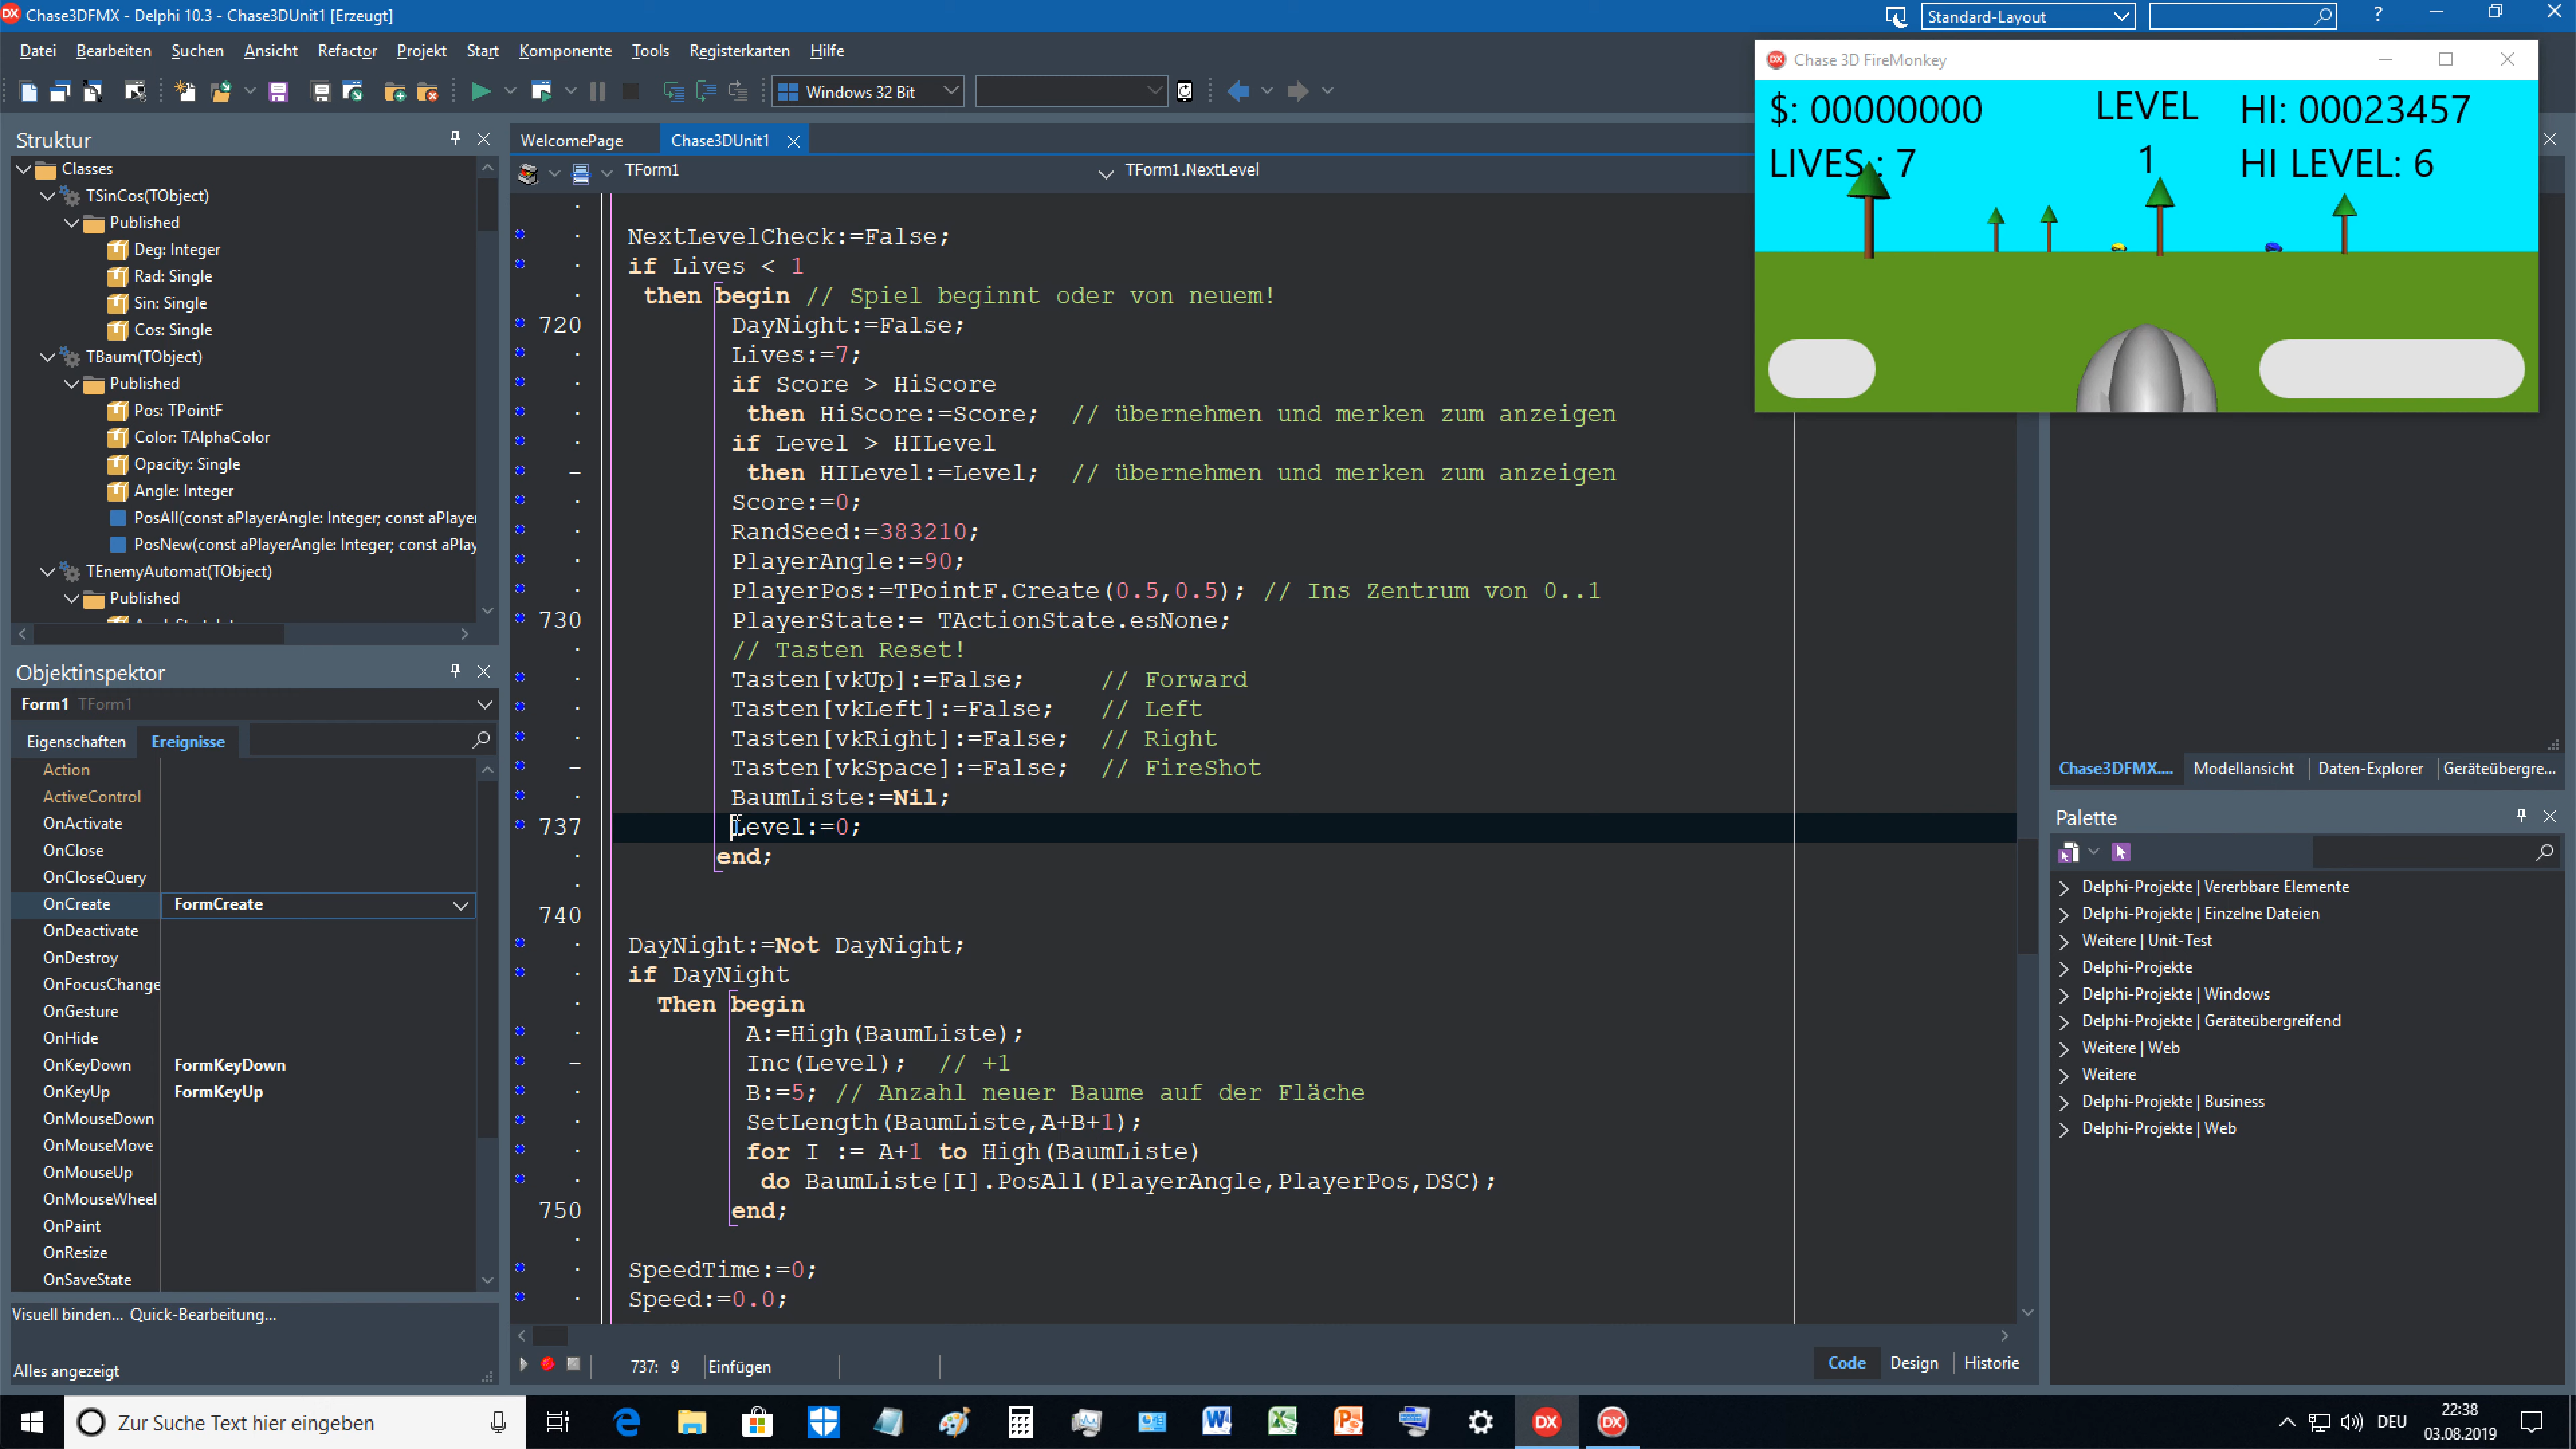 Chase3DFMX - Delphi 10.3 - Chase3DUnit1 [Erzeugt]
Standard-Layout
?
Datei Bearbeiten Suchen Ansicht Refactor Projekt Start Komponente Tools Registerkarten Hilfe
Windows 32 Bit
Struktur
Classes
TSinCos(TObject)
Published
Deg: Integer
Rad: Single
Sin: Single
Cos: Single
TBaum(TObject)
Published
Pos: TPointF
Color: TAlphaColor
Opacity: Single
Angle: Integer
PosAll(const aPlayerAngle: Integer; const aPlayer
PosNew(const aPlayerAngle: Integer; const aPlay
TEnemyAutomat(TObject)
Published
Objektinspektor
Form1 TForm1
Eigenschaften Ereignisse
Action
ActiveControl
OnActivate
OnClose
OnCloseQuery
OnCreate FormCreate
OnDeactivate
OnDestroy
OnFocusChange
OnGesture
OnHide
OnKeyDown FormKeyDown
OnKeyUp FormKeyUp
OnMouseDown
OnMouseMove
OnMouseUp
OnMouseWheel
OnPaint
OnResize
OnSaveState
Visuell binden... Quick-Bearbeitung...
Alles angezeigt
WelcomePage Chase3DUnit1
TForm1 TForm1.NextLevel
NextLevelCheck:=False;
if Lives < 1
then begin // Spiel beginnt oder von neuem!
720 DayNight:=False;
Lives:=7;
if Score > HiScore
then HiScore:=Score; // übernehmen und merken zum anzeigen
if Level > HILevel
then HILevel:=Level; // übernehmen und merken zum anzeigen
Score:=0;
RandSeed:=383210;
PlayerAngle:=90;
PlayerPos:=TPointF.Create(0.5,0.5); // Ins Zentrum von 0..1
730 PlayerState:= TActionState.esNone;
// Tasten Reset!
Tasten[vkUp]:=False; // Forward
Tasten[vkLeft]:=False; // Left
Tasten[vkRight]:=False; // Right
Tasten[vkSpace]:=False; // FireShot
BaumListe:=Nil;
737 Level:=0;
end;
740
DayNight:=Not DayNight;
if DayNight
Then begin
A:=High(BaumListe);
Inc(Level); // +1
B:=5; // Anzahl neuer Baume auf der Fläche
SetLength(BaumListe,A+B+1);
for I := A+1 to High(BaumListe)
do BaumListe[I].PosAll(PlayerAngle,PlayerPos,DSC);
750 end;
SpeedTime:=0;
Speed:=0.0;
737: 9 Einfügen
Code Design Historie
Chase 3D FireMonkey
$: 00000000 LEVEL HI: 00023457
LIVES : 7 1 HI LEVEL: 6
Chase3DFMX.... Modellansicht Daten-Explorer Geräteübergre...
Palette
Delphi-Projekte | Vererbbare Elemente
Delphi-Projekte | Einzelne Dateien
Weitere | Unit-Test
Delphi-Projekte
Delphi-Projekte | Windows
Delphi-Projekte | Geräteübergreifend
Weitere | Web
Weitere
Delphi-Projekte | Business
Delphi-Projekte | Web
Zur Suche Text hier eingeben
DEU
22:38
03.08.2019